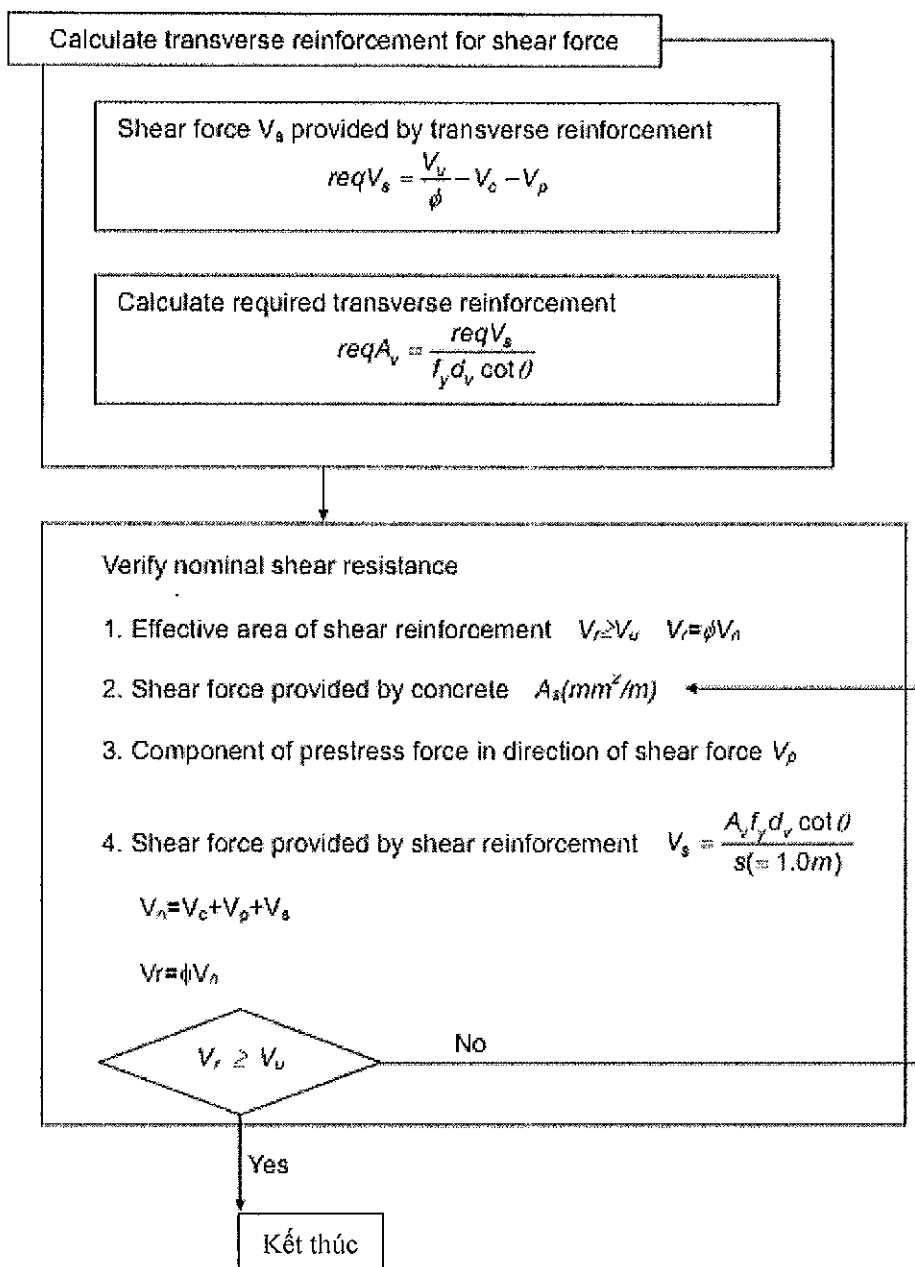 Calculate transverse reinforcement for shear force
Shear force Vₛ provided by transverse reinforcement
reqVₛ = Vᵤ/ϕ − V_c − Vₚ
Calculate required transverse reinforcement
reqAᵥ = reqVₛ / f_y dᵥ cot θ
Verify nominal shear resistance
1. Effective area of shear reinforcement Vᵣ≥Vᵤ Vᵣ=ϕVₙ
2. Shear force provided by concrete Aₛ(mm²/m)
3. Component of prestress force in direction of shear force Vₚ
4. Shear force provided by shear reinforcement Vₛ = Aᵥ f_y dᵥ cot θ / s(= 1.0m)
Vₙ=V_c+Vₚ+Vₛ
Vr=ϕVₙ
Vᵣ ≥ Vᵤ
No
Yes
Kết thúc